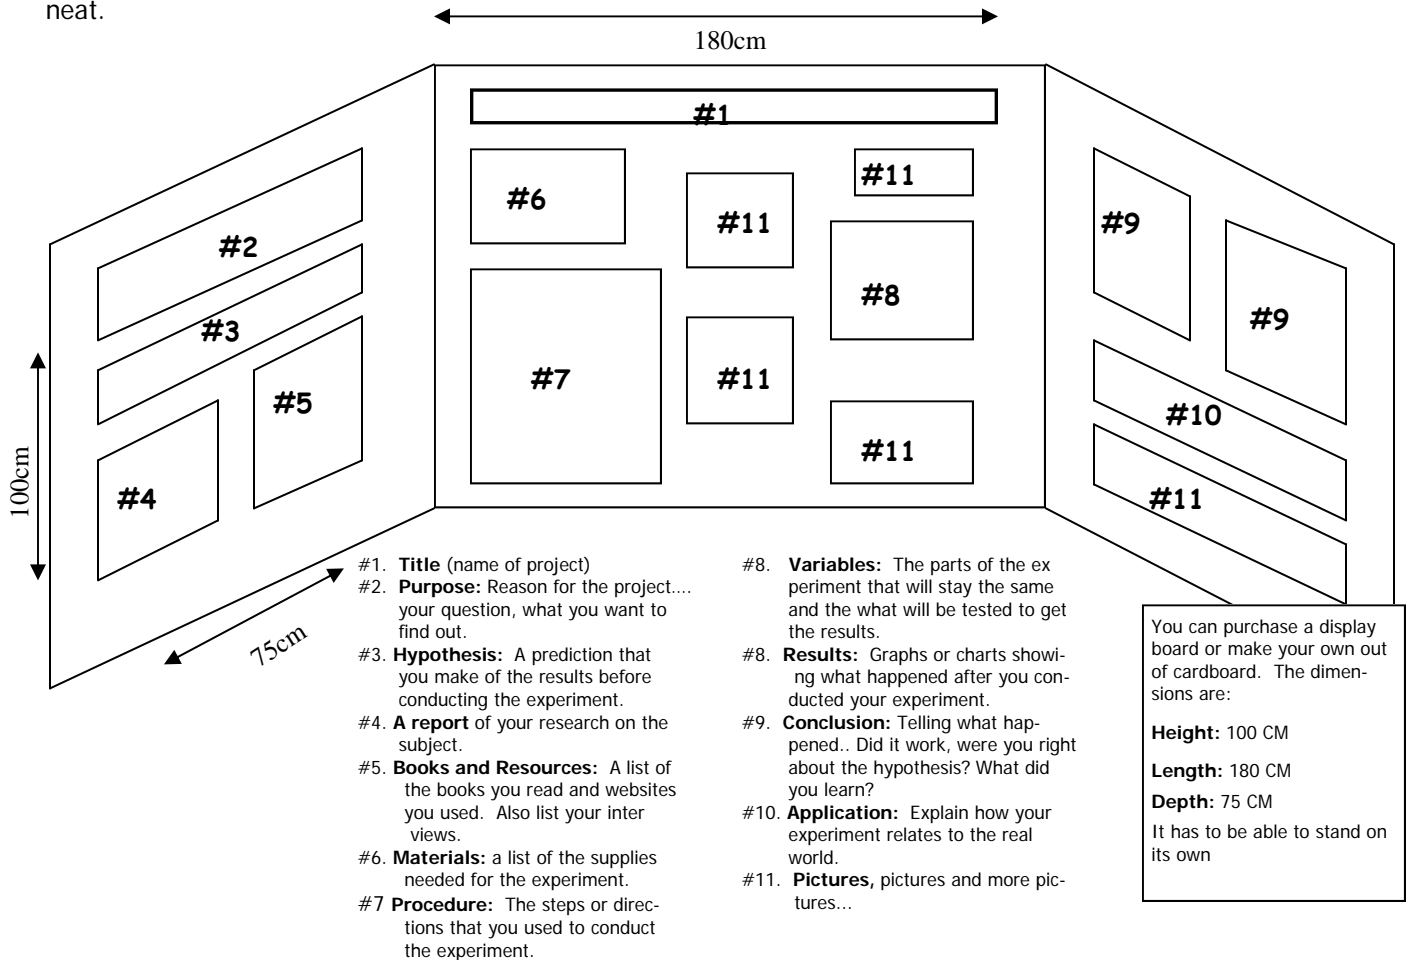 neat.
180cm
#1
#2
#3
#4
#5
100cm
75cm
#6
#11
#11
#7
#11
#8
#11
#9
#9
#10
#11
#1. Title (name of project)
#2. Purpose: Reason for the project....
your question, what you want to
find out.
#3. Hypothesis: A prediction that
you make of the results before
conducting the experiment.
#4. A report of your research on the
subject.
#5. Books and Resources: A list of
the books you read and websites
you used. Also list your inter
views.
#6. Materials: a list of the supplies
needed for the experiment.
#7 Procedure: The steps or direc-
tions that you used to conduct
the experiment.
#8. Variables: The parts of the ex
periment that will stay the same
and the what will be tested to get
the results.
#8. Results: Graphs or charts showi-
ng what happened after you con-
ducted your experiment.
#9. Conclusion: Telling what hap-
pened.. Did it work, were you right
about the hypothesis? What did
you learn?
#10. Application: Explain how your
experiment relates to the real
world.
#11. Pictures, pictures and more pic-
tures...
You can purchase a display
board or make your own out
of cardboard. The dimen-
sions are:
Height: 100 CM
Length: 180 CM
Depth: 75 CM
It has to be able to stand on
its own